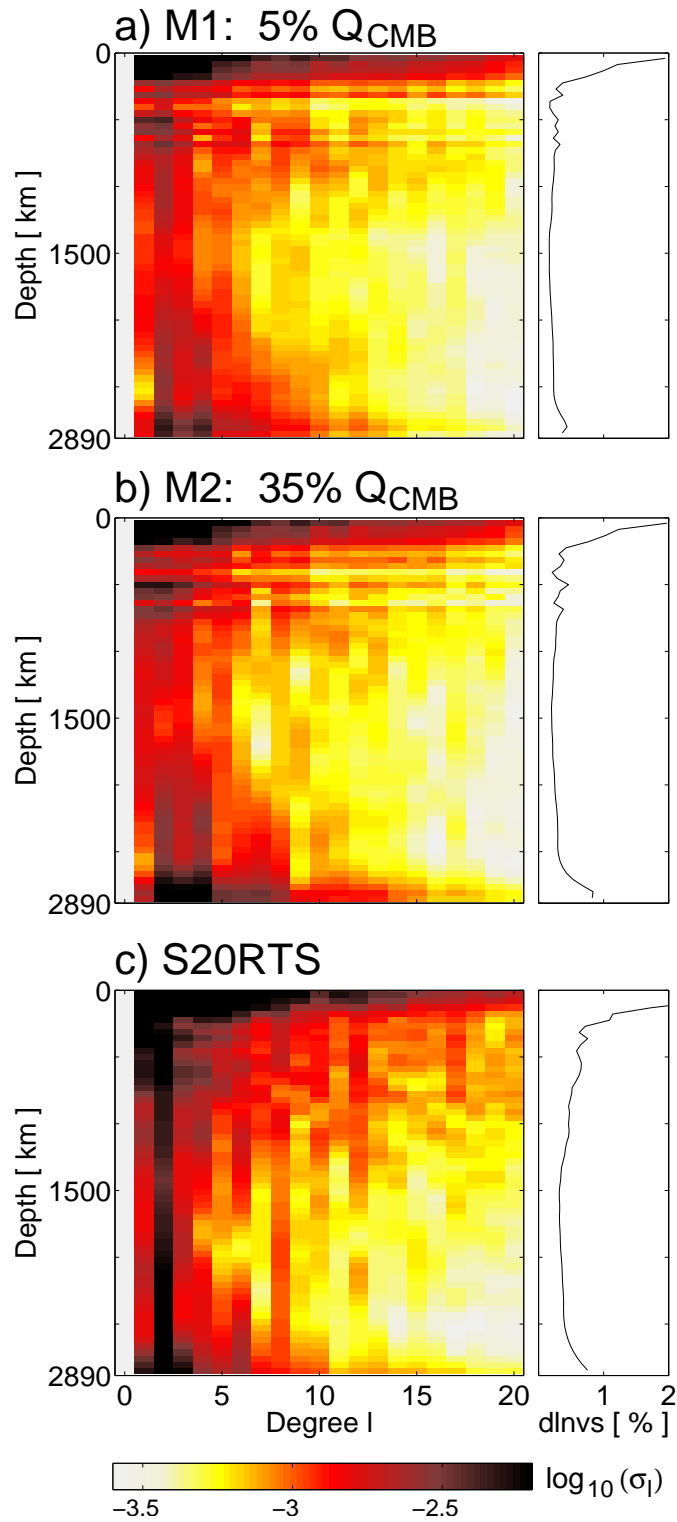 a) M1: 5% Q_CMB
0
1500
2890
Depth [ km ]
b) M2: 35% Q_CMB
0
1500
2890
Depth [ km ]
c) S20RTS
0
1500
2890
Depth [ km ]
0 5 10 15 20
Degree l
1 2
dlnvs [ % ]
−3.5 −3 −2.5
log10 (σl)